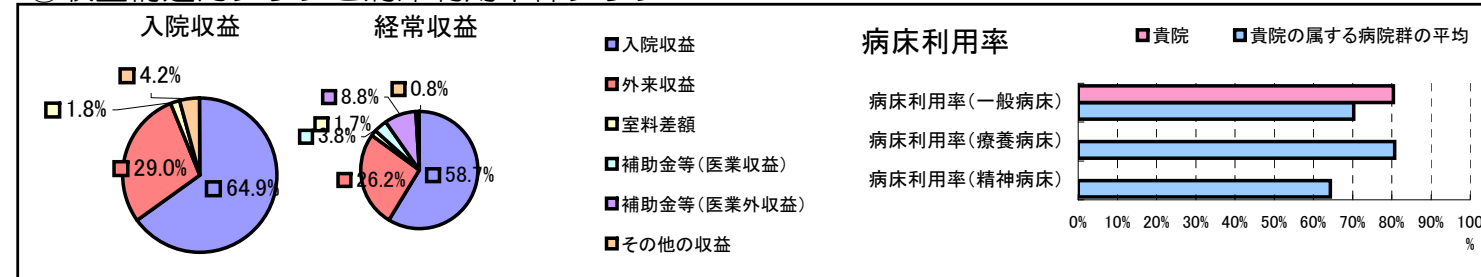 入院収益
4.2%
1.8%
29.0%
64.9%
経常収益
0.8%
8.8%
1.7%
3.8%
26.2%
58.7%
入院収益
外来収益
室料差額
補助金等(医業収益)
補助金等(医業外収益)
その他の収益
病床利用率
貴院
貴院の属する病院群の平均
病床利用率(一般病床)
病床利用率(療養病床)
病床利用率(精神病床)
0% 10% 20% 30% 40% 50% 60% 70% 80% 90% 100
%